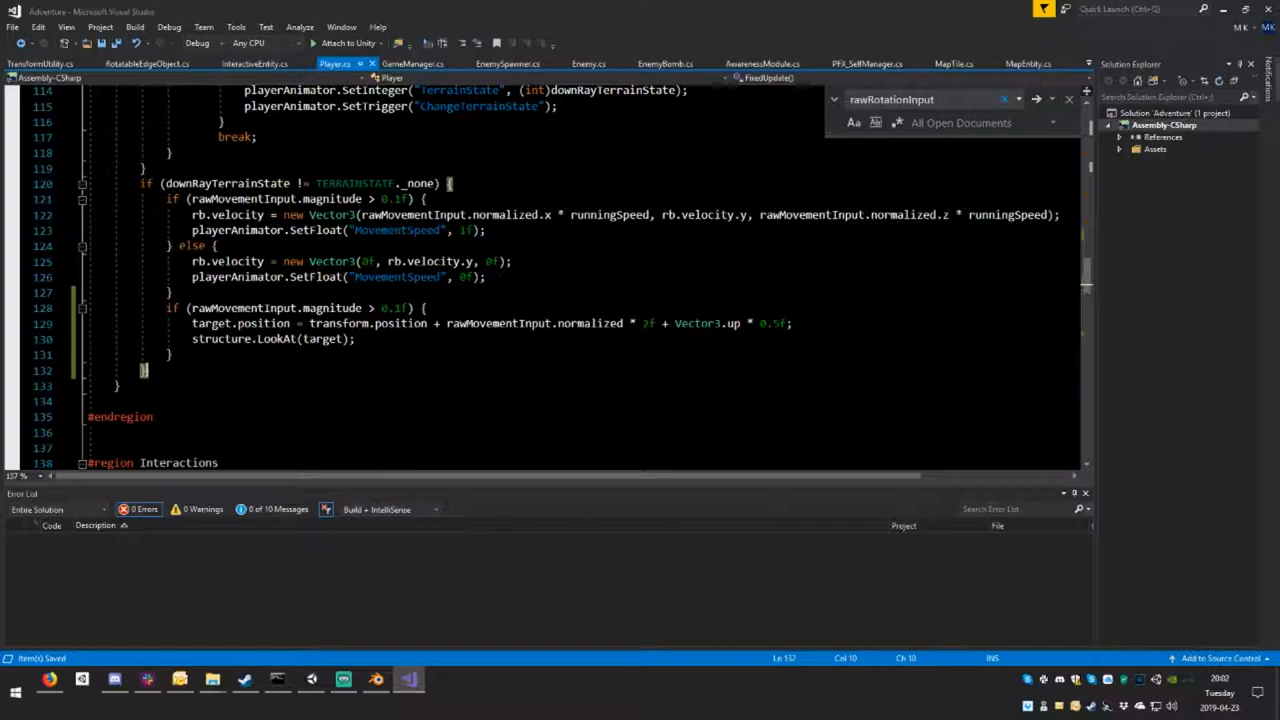 Adventure - Microsoft Visual Studio
Quick Launch (Ctrl+Q)
File Edit View Project Build Debug Team Tools Test Analyze Window Help
M K MK
Debug Any CPU Attach to Unity
TransformUtility.cs RotatableEdgeObject.cs InteractiveEntity.cs Player.cs GameManager.cs EnemySpawner.cs Enemy.cs EnemyBomb.cs AwarenessModule.cs PFX_SelfManager.cs MapTile.cs MapEntity.cs
Solution Explorer
Notifications
Assembly-CSharp Player FixedUpdate()
Search Solution Explorer (Ctrl+;)
Solution 'Adventure' (1 project)
Assembly-CSharp
References
Assets
rawRotationInput
Aa All Open Documents
114 playerAnimator.SetInteger("TerrainState", (int)downRayTerrainState);
115 playerAnimator.SetTrigger("ChangeTerrainState");
116 }
117 break;
118 }
119 }
120 if (downRayTerrainState != TERRAINSTATE._none) {
121 if (rawMovementInput.magnitude > 0.1f) {
122 rb.velocity = new Vector3(rawMovementInput.normalized.x * runningSpeed, rb.velocity.y, rawMovementInput.normalized.z * runningSpeed);
123 playerAnimator.SetFloat("MovementSpeed", 1f);
124 } else {
125 rb.velocity = new Vector3(0f, rb.velocity.y, 0f);
126 playerAnimator.SetFloat("MovementSpeed", 0f);
127 }
128 if (rawMovementInput.magnitude > 0.1f) {
129 target.position = transform.position + rawMovementInput.normalized * 2f + Vector3.up * 0.5f;
130 structure.LookAt(target);
131 }
132 }
133 }
134
135 #endregion
136
137
138 #region Interactions
157 %
Error List
Entire Solution 0 Errors 0 Warnings 0 of 10 Messages Build + IntelliSense Search Error List
Code Description Project File
Item(s) Saved Ln 132 Col 10 Ch 10 INS Add to Source Control
20:02
Tuesday
2019-04-23